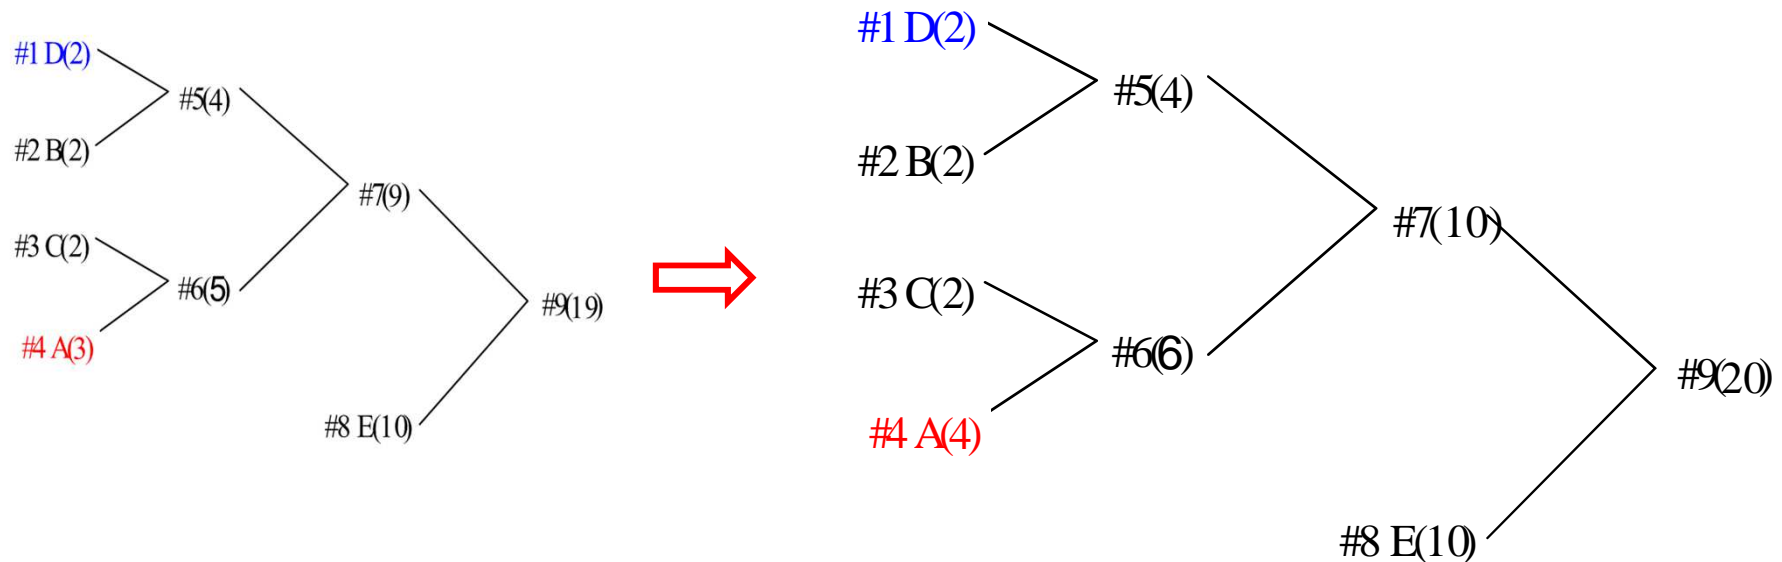 #1 D(2)
#5(4)
#2 B(2)
#7(9)
#3 C(2)
#6(5)
#9(19)
#4 A(3)
#8 E(10)
#1 D(2)
#5(4)
#2 B(2)
#7(10)
#3 C(2)
#6(6)
#9(20)
#4 A(4)
#8 E(10)